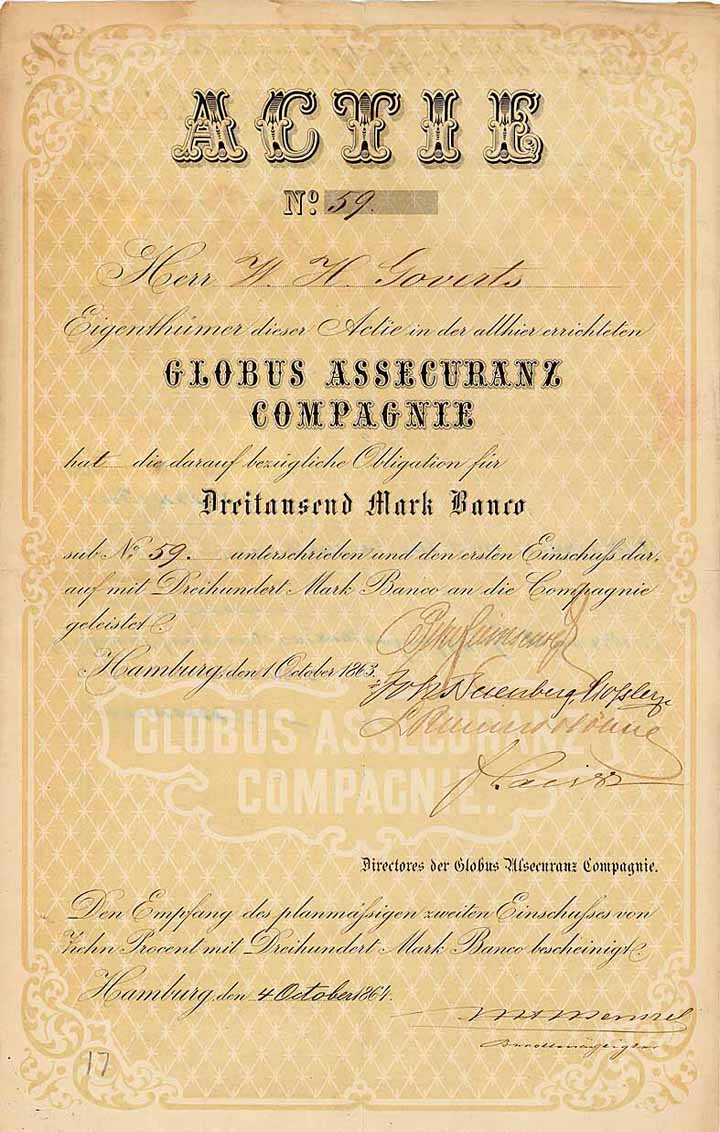 ACTIE
No. 59.
Herr W. H. Goverts
Eigenthümer dieser Actie in der allhier errichteten
GLOBUS ASSECURANZ
COMPAGNIE
hat die darauf bezügliche Obligation für
Dreitausend Mark Banco
sub No. 59. unterschrieben und den ersten Einschuſs dar,
auf mit Dreihundert Mark Banco an die Compagnie
geleistet.
Hamburg, den 1 October 1863.
GLOBUS ASSECURANZ
COMPAGNIE.
Directores der Globus Assecuranz Compagnie.
Den Empfang des planmässigen zweiten Einschuſses von
Zehn Procent mit Dreihundert Mark Banco bescheinigt.
Hamburg, den 4 October 1864.
Bevollmächtigter
17